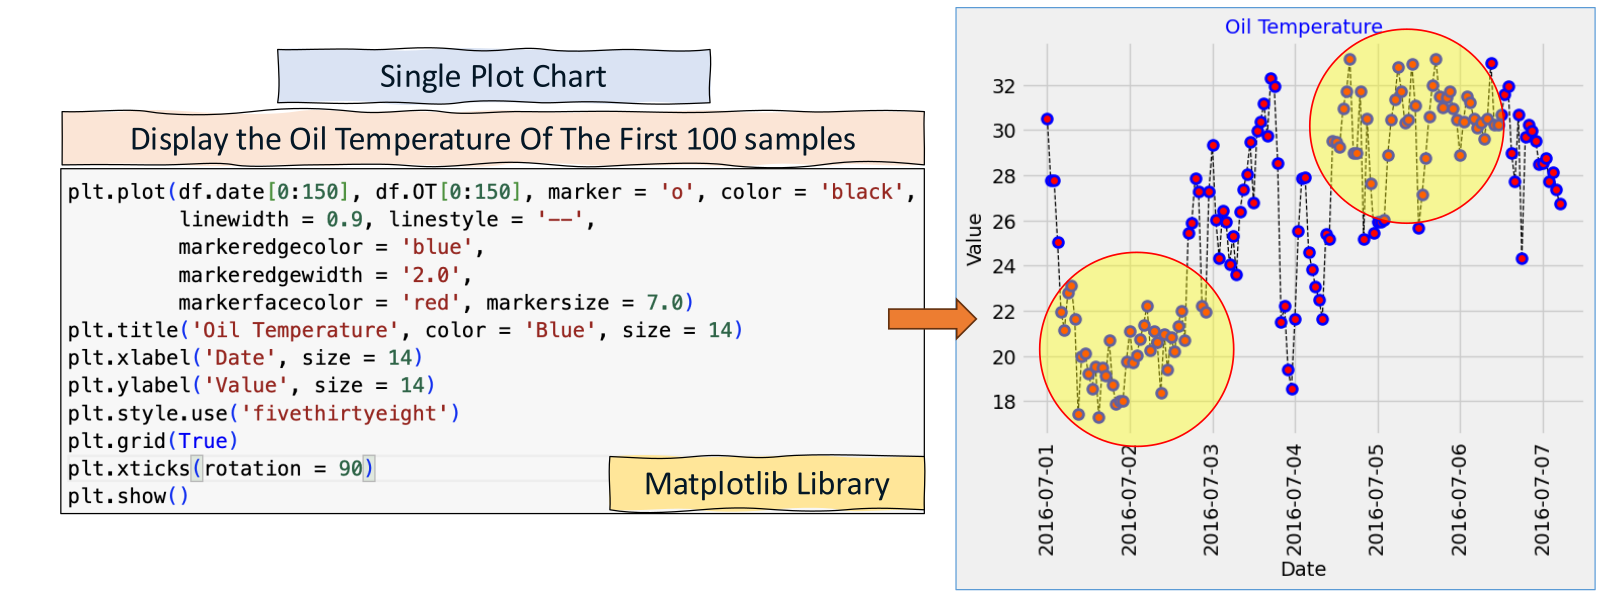 Single Plot Chart
Display the Oil Temperature Of The First 100 samples
plt.plot(df.date[0:150], df.OT[0:150], marker = 'o', color = 'black',
linewidth = 0.9, linestyle = '--',
markeredgecolor = 'blue',
markeredgewidth = '2.0',
markerfacecolor = 'red', markersize = 7.0)
plt.title('Oil Temperature', color = 'Blue', size = 14)
plt.xlabel('Date', size = 14)
plt.ylabel('Value', size = 14)
plt.style.use('fivethirtyeight')
plt.grid(True)
plt.xticks(rotation = 90)
plt.show()
Matplotlib Library
Oil Temperature
Value
32
30
28
26
24
22
20
18
2016-07-01
2016-07-02
2016-07-03
2016-07-04
2016-07-05
2016-07-06
2016-07-07
Date